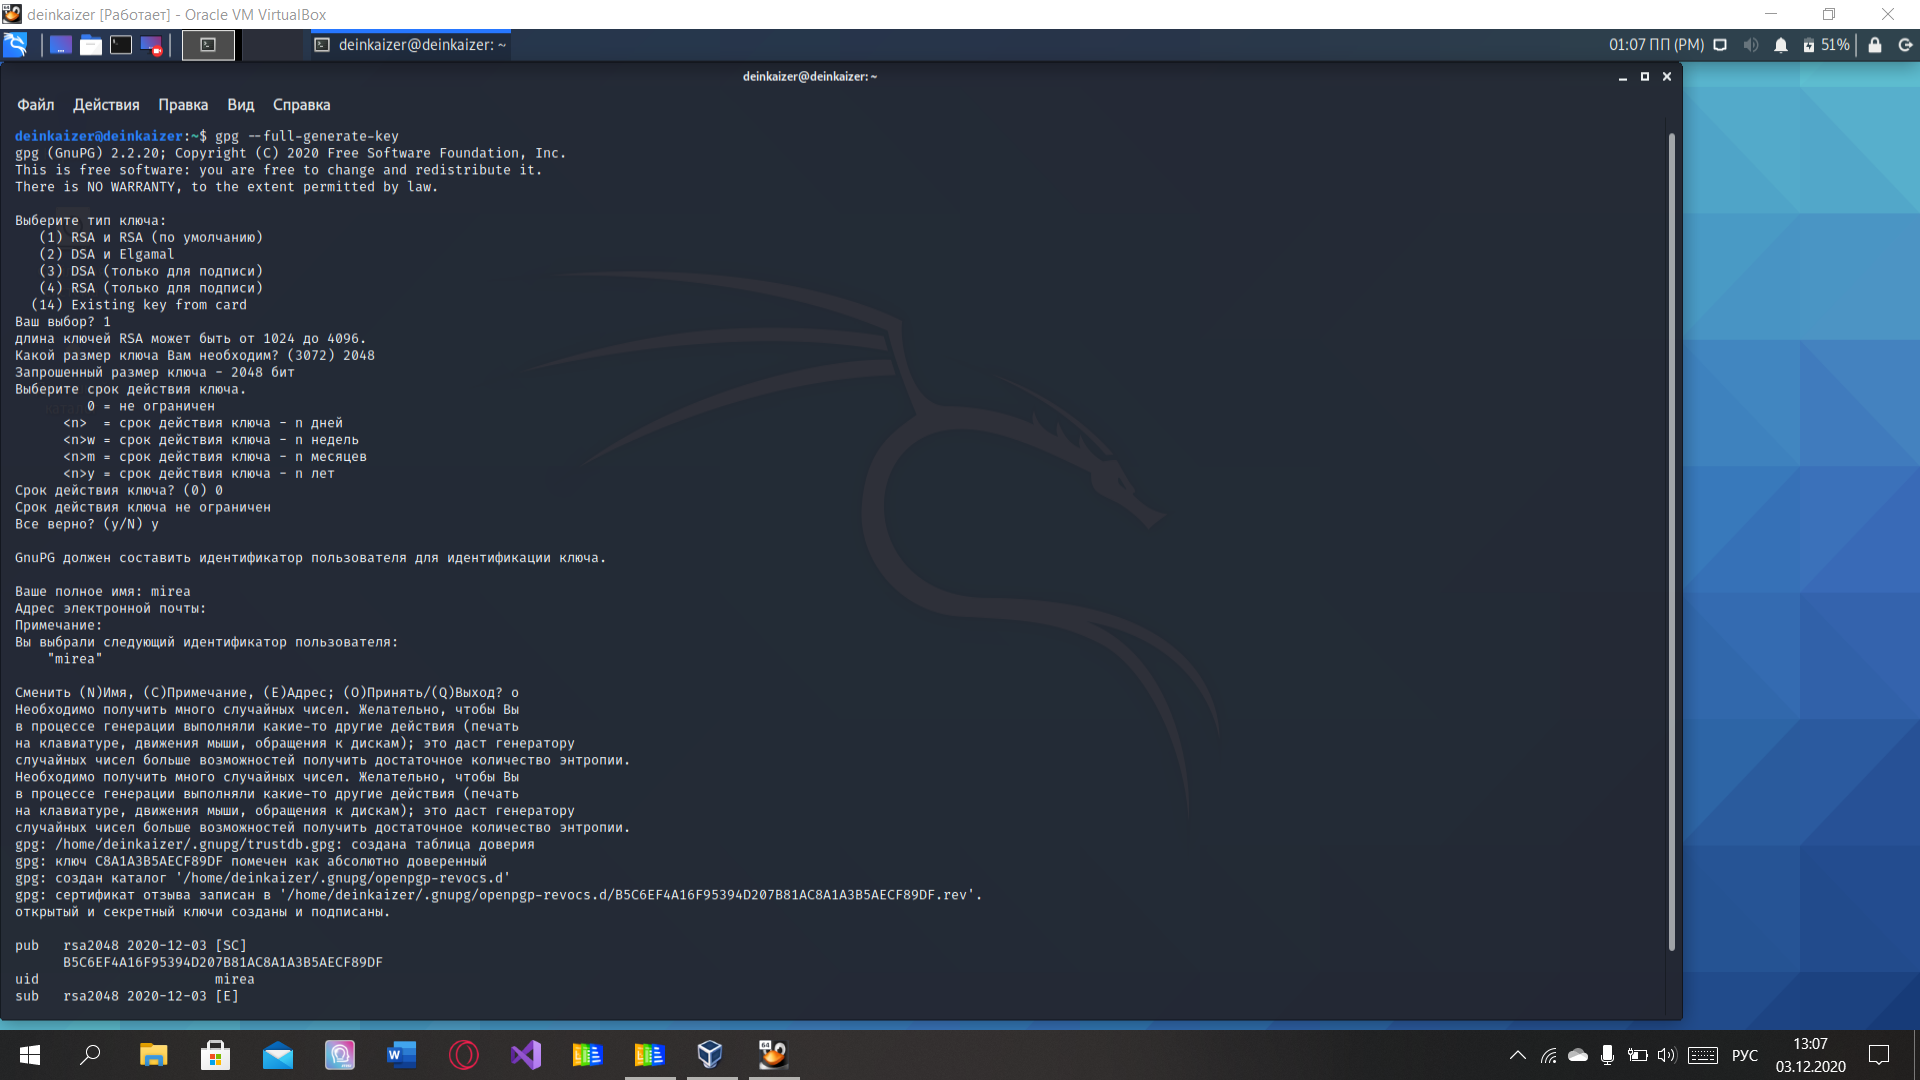 deinkaizer [Работает] - Oracle VM VirtualBox
deinkaizer@deinkaizer: ~
01:07 ПП (PM)
51%
deinkaizer@deinkaizer: ~
Файл Действия Правка Вид Справка
deinkaizer@deinkaizer:~$ gpg --full-generate-key
gpg (GnuPG) 2.2.20; Copyright (C) 2020 Free Software Foundation, Inc.
This is free software: you are free to change and redistribute it.
There is NO WARRANTY, to the extent permitted by law.
Выберите тип ключа:
(1) RSA и RSA (по умолчанию)
(2) DSA и Elgamal
(3) DSA (только для подписи)
(4) RSA (только для подписи)
(14) Existing key from card
Ваш выбор? 1
длина ключей RSA может быть от 1024 до 4096.
Какой размер ключа Вам необходим? (3072) 2048
Запрошенный размер ключа - 2048 бит
Выберите срок действия ключа.
0 = не ограничен
<n>  = срок действия ключа - n дней
<n>w = срок действия ключа - n недель
<n>m = срок действия ключа - n месяцев
<n>y = срок действия ключа - n лет
Срок действия ключа? (0) 0
Срок действия ключа не ограничен
Все верно? (y/N) y
GnuPG должен составить идентификатор пользователя для идентификации ключа.
Ваше полное имя: mirea
Адрес электронной почты:
Примечание:
Вы выбрали следующий идентификатор пользователя:
"mirea"
Сменить (N)Имя, (C)Примечание, (E)Адрес; (O)Принять/(Q)Выход? o
Необходимо получить много случайных чисел. Желательно, чтобы Вы
в процессе генерации выполняли какие-то другие действия (печать
на клавиатуре, движения мыши, обращения к дискам); это даст генератору
случайных чисел больше возможностей получить достаточное количество энтропии.
Необходимо получить много случайных чисел. Желательно, чтобы Вы
в процессе генерации выполняли какие-то другие действия (печать
на клавиатуре, движения мыши, обращения к дискам); это даст генератору
случайных чисел больше возможностей получить достаточное количество энтропии.
gpg: /home/deinkaizer/.gnupg/trustdb.gpg: создана таблица доверия
gpg: ключ C8A1A3B5AECF89DF помечен как абсолютно доверенный
gpg: создан каталог '/home/deinkaizer/.gnupg/openpgp-revocs.d'
gpg: сертификат отзыва записан в '/home/deinkaizer/.gnupg/openpgp-revocs.d/B5C6EF4A16F95394D207B81AC8A1A3B5AECF89DF.rev'.
открытый и секретный ключи созданы и подписаны.
pub   rsa2048 2020-12-03 [SC]
B5C6EF4A16F95394D207B81AC8A1A3B5AECF89DF
uid                      mirea
sub   rsa2048 2020-12-03 [E]
РУС
13:07
03.12.2020